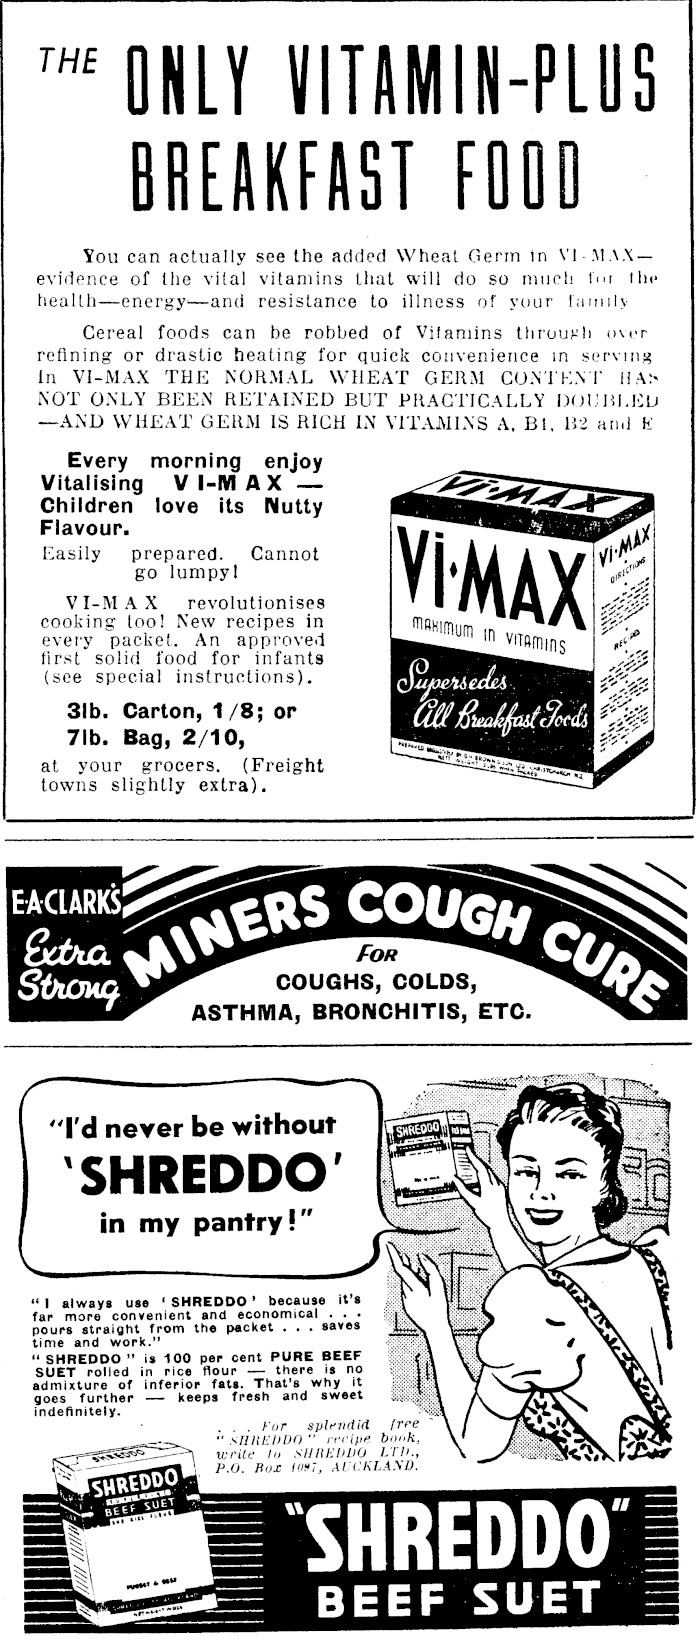 THE ONLY VITAMIN-PLUS
BREAKFAST FOOD
You can actually see the added Wheat Germ in VI-MAX—
evidence of the vital vitamins that will do so much for the
health—energy—and resistance to illness of your family
Cereal foods can be robbed of Vitamins through over
refining or drastic heating for quick convenience in serving
In VI-MAX THE NORMAL WHEAT GERM CONTENT HAS
NOT ONLY BEEN RETAINED BUT PRACTICALLY DOUBLED
—AND WHEAT GERM IS RICH IN VITAMINS A, B1, B2 and E
Every morning enjoy
Vitalising VI-MAX —
Children love its Nutty
Flavour.
Easily prepared. Cannot
go lumpy!
VI-MAX revolutionises
cooking too! New recipes in
every packet. An approved
first solid food for infants
(see special instructions).
3lb. Carton, 1/8; or
7lb. Bag, 2/10,
at your grocers. (Freight
towns slightly extra).
Vi-MAX
Vi·MAX
MAXIMUM IN VITAMINS
Supersedes
All Breakfast Foods
Vi·MAX
DIRECTIONS
RECIPES
E·A·CLARK'S
Extra
Strong
MINERS COUGH CURE
FOR
COUGHS, COLDS,
ASTHMA, BRONCHITIS, ETC.
"I'd never be without
'SHREDDO'
in my pantry!"
SHREDDO
"I always use 'SHREDDO' because it's
far more convenient and economical . . .
pours straight from the packet . . . saves
time and work."
"SHREDDO" is 100 per cent PURE BEEF
SUET rolled in rice flour — there is no
admixture of inferior fats. That's why it
goes further — keeps fresh and sweet
indefinitely.
. . . For splendid free
"SHREDDO" recipe book,
write to SHREDDO LTD.,
P.O. Box 1087, AUCKLAND.
SHREDDO
BEEF SUET
AND RICE FLOUR
PUREST & BEST
"SHREDDO"
BEEF SUET